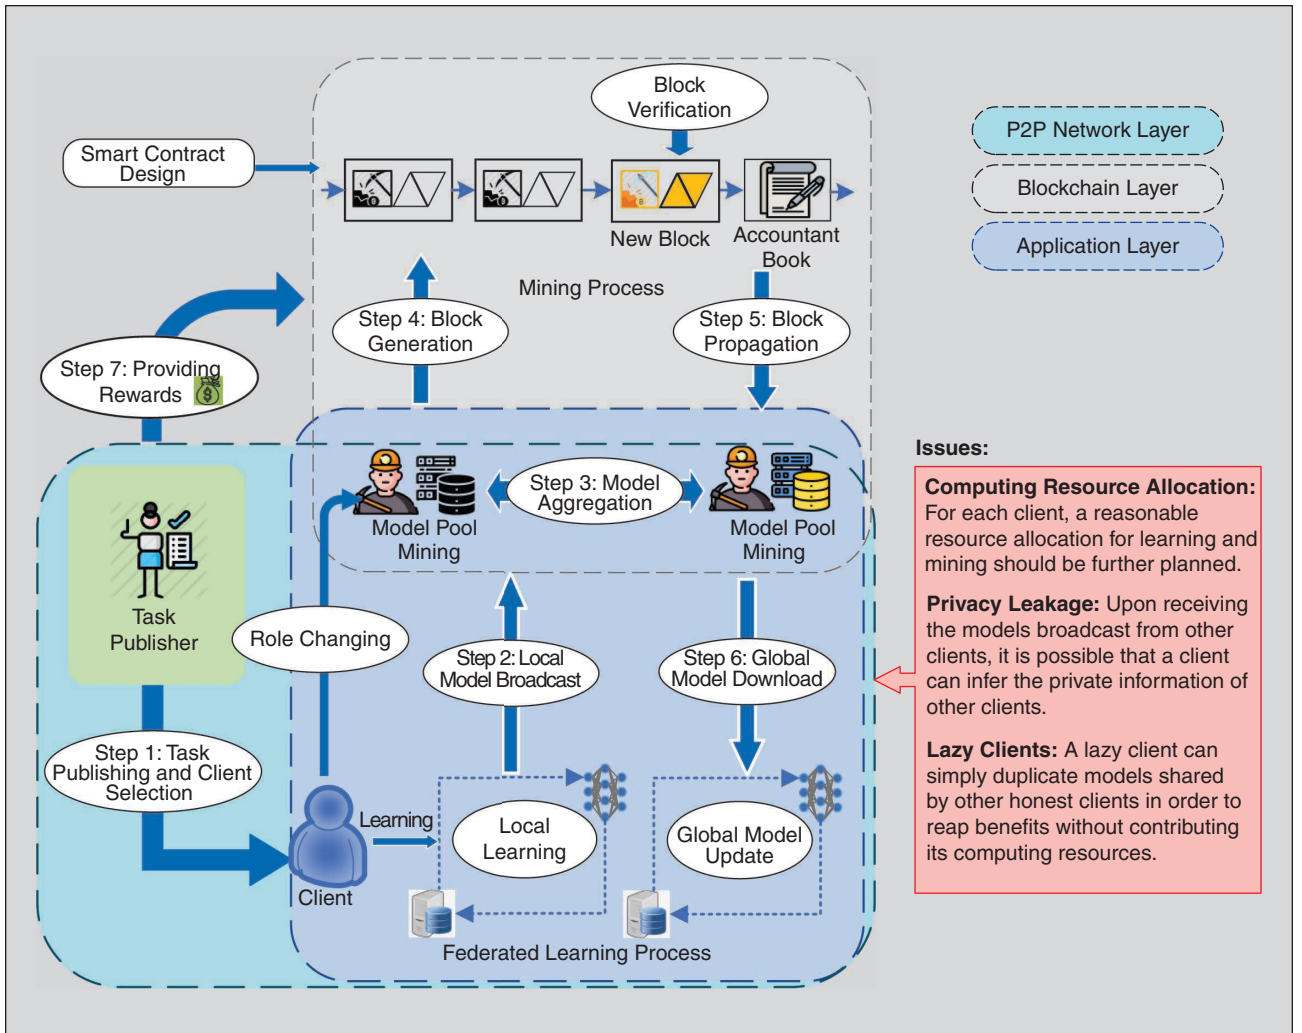 Block
Verification
P2P Network Layer
Smart Contract
Design
Blockchain Layer
New Block
Accountant
Book
Application Layer
Mining Process
Step 4: Block
Generation
Step 5: Block
Propagation
Step 7: Providing
Rewards
Step 3: Model
Aggregation
Model Pool
Mining
Model Pool
Mining
Task
Publisher
Role Changing
Step 2: Local
Model Broadcast
Step 6: Global
Model Download
Step 1: Task
Publishing and Client
Selection
Learning
Local
Learning
Global Model
Update
Client
Federated Learning Process
Issues:
Computing Resource Allocation:
For each client, a reasonable
resource allocation for learning and
mining should be further planned.
Privacy Leakage: Upon receiving
the models broadcast from other
clients, it is possible that a client
can infer the private information of
other clients.
Lazy Clients: A lazy client can
simply duplicate models shared
by other honest clients in order to
reap benefits without contributing
its computing resources.